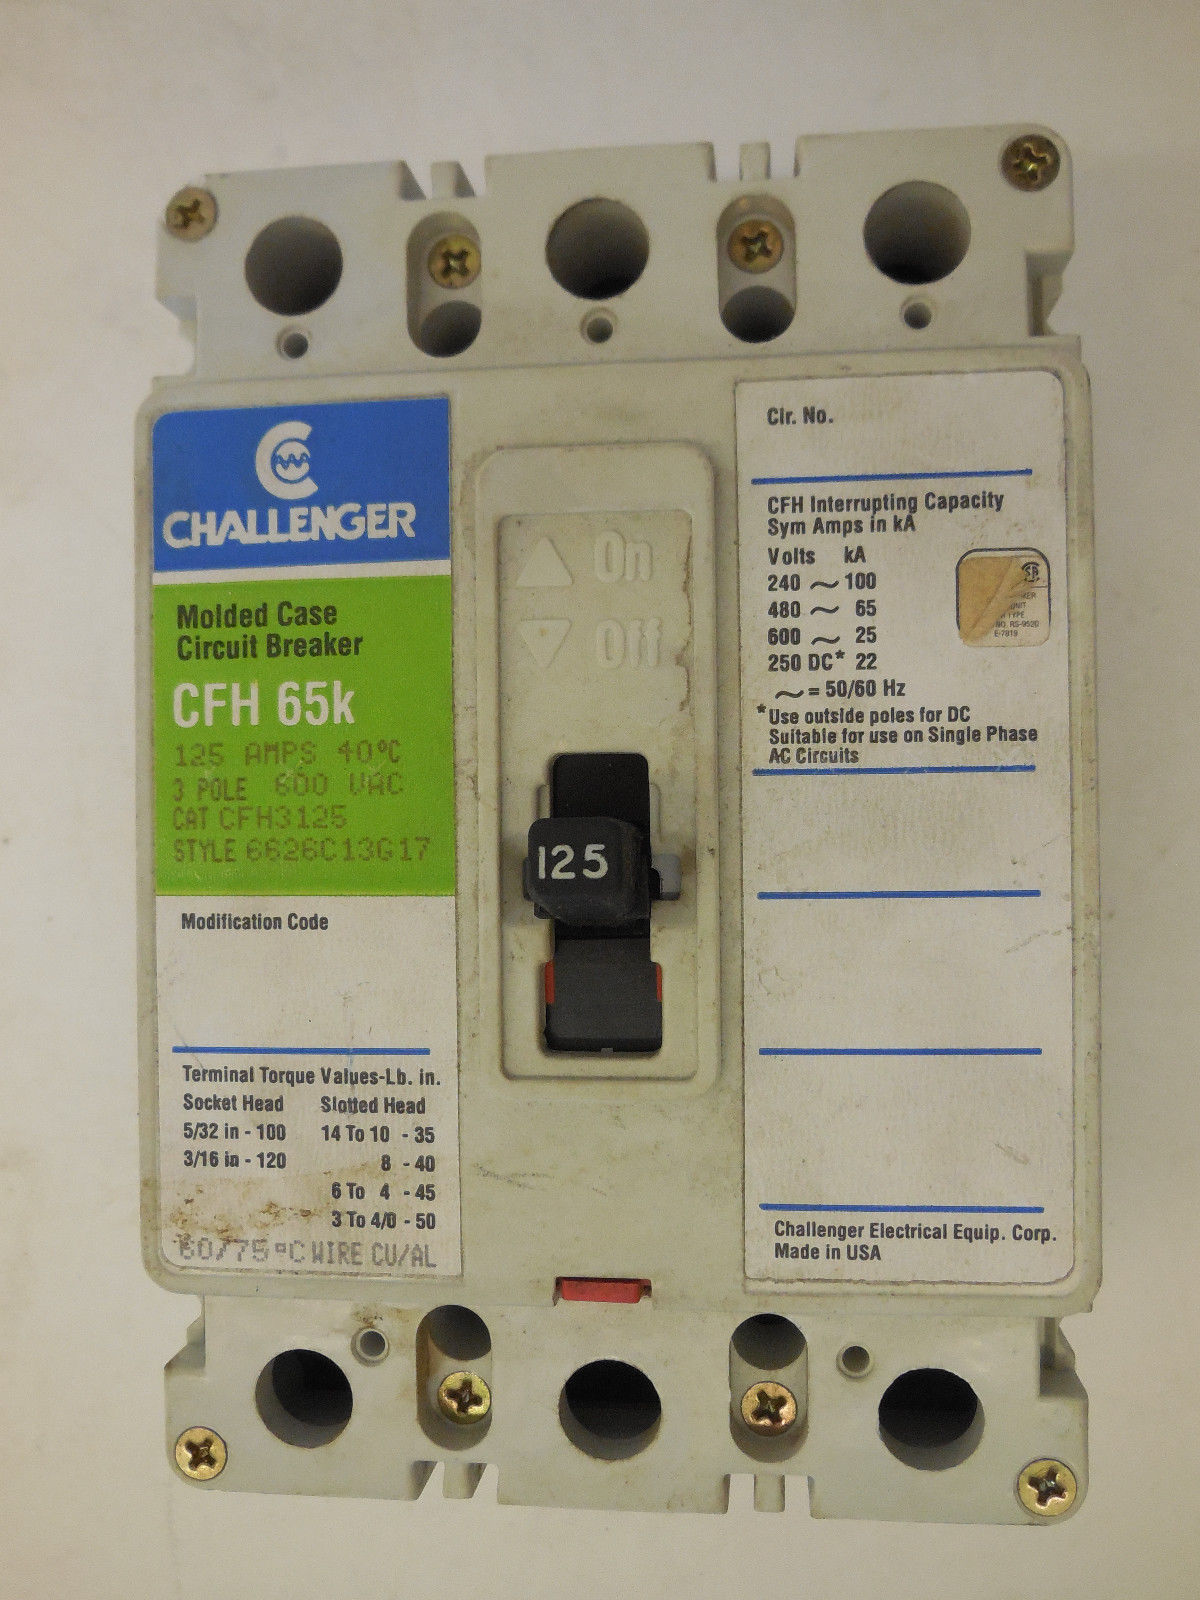 CHALLENGER
Molded Case
Circuit Breaker
CFH 65k
125 AMPS 40°C
3 POLE 600 VAC
CAT CFH3125
STYLE 6626C13G17
Modification Code
Terminal Torque Values-Lb. in.
Socket Head Slotted Head
5/32 in - 100 14 To 10 - 35
3/16 in - 120 8 - 40
6 To 4 - 45
3 To 4/0 - 50
60/75°C WIRE CU/AL
On
Off
125
Cir. No.
CFH Interrupting Capacity
Sym Amps in kA
Volts kA
240 ~ 100
480 ~ 65
600 ~ 25
250 DC* 22
~ = 50/60 Hz
*Use outside poles for DC
Suitable for use on Single Phase
AC Circuits
NO. RS-9520
E-7819
Challenger Electrical Equip. Corp.
Made in USA